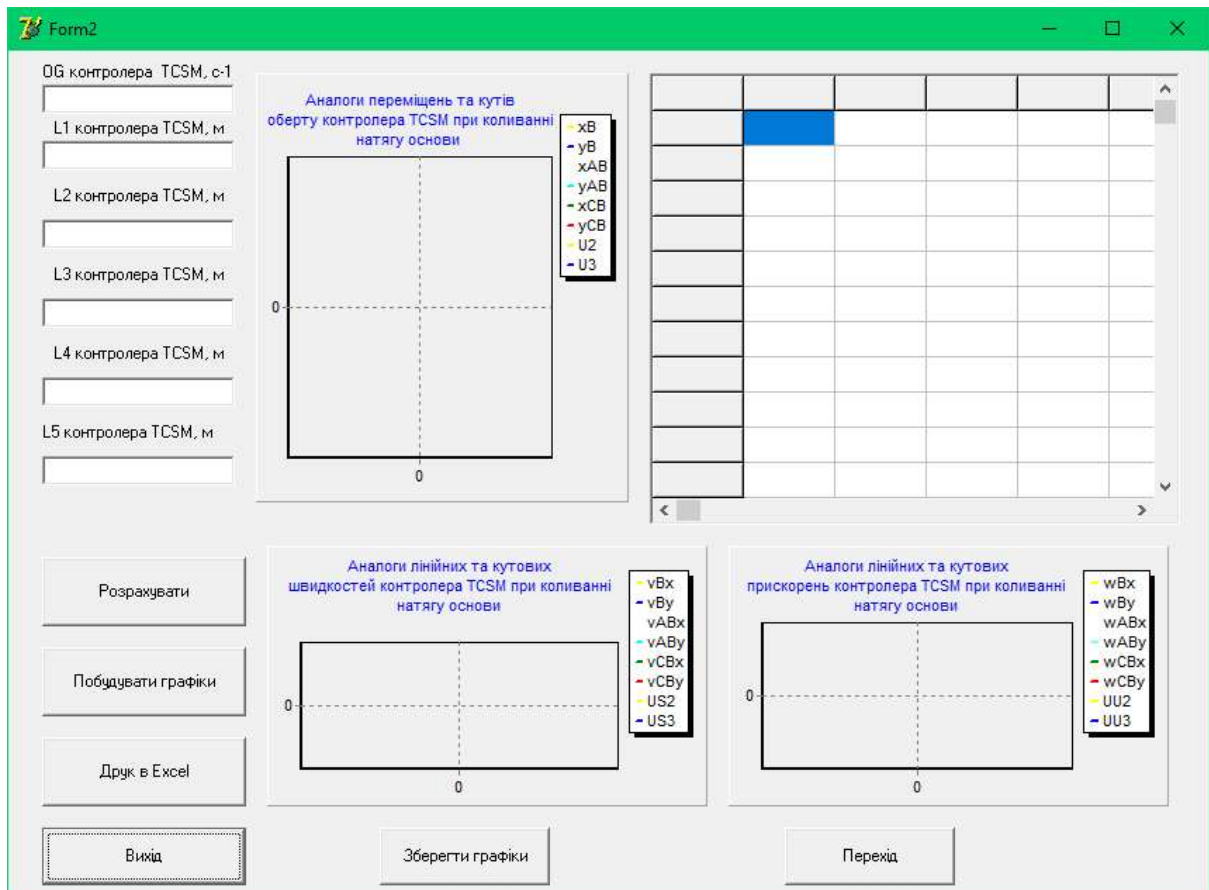 Form2
OG контролера TCSM, с-1
L1 контролера TCSM, м
L2 контролера TCSM, м
L3 контролера TCSM, м
L4 контролера TCSM, м
L5 контролера TCSM, м
Аналоги переміщень та кутів
оберту контролера TCSM при коливанні
натягу основи
xB
yB
xAB
yAB
xCB
yCB
U2
U3
0
0
Розрахувати
Побудувати графіки
Друк в Excel
Вихід
Аналоги лінійних та кутових
швидкостей контролера TCSM при коливанні
натягу основи
vBx
vBy
vABx
vABy
vCBx
vCBy
US2
US3
0
0
Аналоги лінійних та кутових
прискорень контролера TCSM при коливанні
натягу основи
wBx
wBy
wABx
wABy
wCBx
wCBy
UU2
UU3
0
0
Зберегти графіки
Перехід